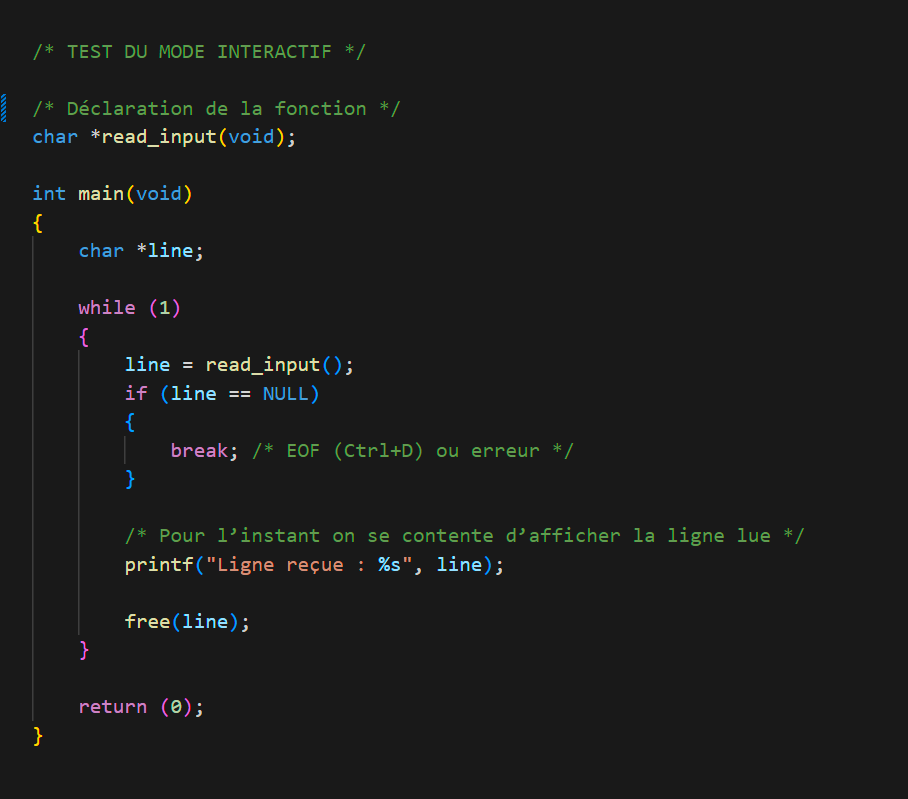 /* TEST DU MODE INTERACTIF */
/* Déclaration de la fonction */
char *read_input(void);
int main(void)
{
char *line;
while (1)
{
line = read_input();
if (line == NULL)
{
break; /* EOF (Ctrl+D) ou erreur */
}
/* Pour l’instant on se contente d’afficher la ligne lue */
printf("Ligne reçue : %s", line);
free(line);
}
return (0);
}